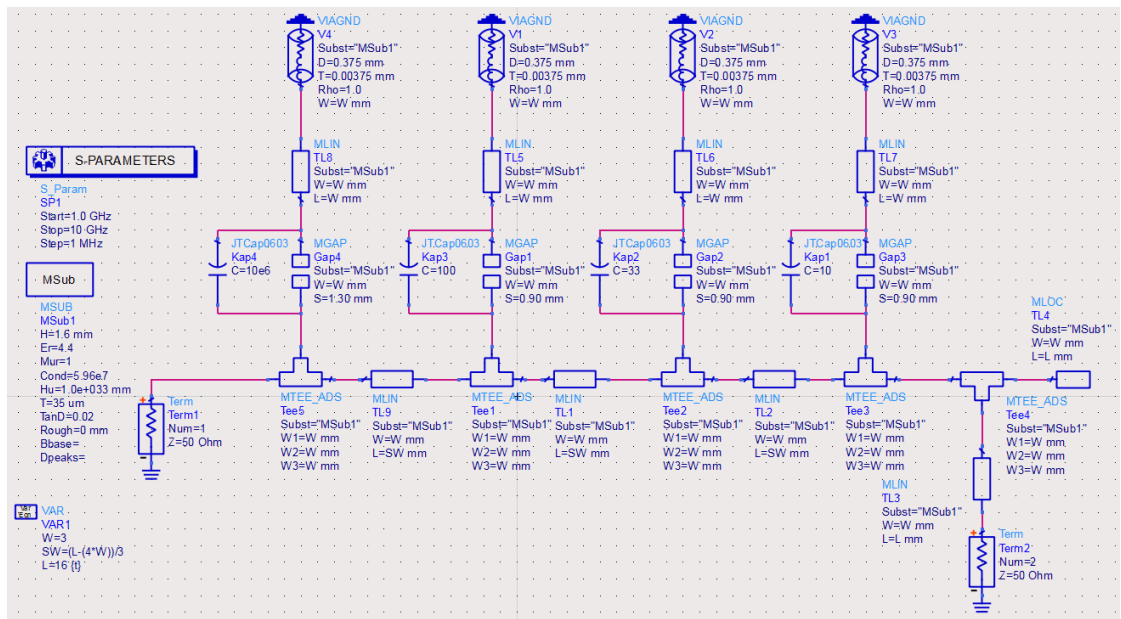 VIAGND
V4
Subst="MSub1"
D=0.375 mm
T=0.00375 mm
Rho=1.0
W=W mm
VIAGND
V1
Subst="MSub1"
D=0.375 mm
T=0.00375 mm
Rho=1.0
W=W mm
VIAGND
V2
Subst="MSub1"
D=0.375 mm
T=0.00375 mm
Rho=1.0
W=W mm
VIAGND
V3
Subst="MSub1"
D=0.375 mm
T=0.00375 mm
Rho=1.0
W=W mm
S-PARAMETERS
S_Param
SP1
Start=1.0 GHz
Stop=10 GHz
Step=1 MHz
MLIN
TL8
Subst="MSub1"
W=W mm
L=W mm
MLIN
TL5
Subst="MSub1"
W=W mm
L=W mm
MLIN
TL6
Subst="MSub1"
W=W mm
L=W mm
MLIN
TL7
Subst="MSub1"
W=W mm
L=W mm
JTCap0603
Kap4
C=10e6
MGAP
Gap4
Subst="MSub1"
W=W mm
S=1.30 mm
JTCap0603
Kap3
C=100
MGAP
Gap1
Subst="MSub1"
W=W mm
S=0.90 mm
JTCap0603
Kap2
C=33
MGAP
Gap2
Subst="MSub1"
W=W mm
S=0.90 mm
JTCap0603
Kap1
C=10
MGAP
Gap3
Subst="MSub1"
W=W mm
S=0.90 mm
MSub
MSUB
MSub1
H=1.6 mm
Er=4.4
Mur=1
Cond=5.96e7
Hu=1.0e+033 mm
T=35 um
TanD=0.02
Rough=0 mm
Bbase=
Dpeaks=
MLOC
TL4
Subst="MSub1"
W=W mm
L=L mm
Term
Term1
Num=1
Z=50 Ohm
MTEE_ADS
Tee5
Subst="MSub1"
W1=W mm
W2=W mm
W3=W mm
MLIN
TL9
Subst="MSub1"
W=W mm
L=SW mm
MTEE_ADS
Tee1
Subst="MSub1"
W1=W mm
W2=W mm
W3=W mm
MLIN
TL1
Subst="MSub1"
W=W mm
L=SW mm
MTEE_ADS
Tee2
Subst="MSub1"
W1=W mm
W2=W mm
W3=W mm
MLIN
TL2
Subst="MSub1"
W=W mm
L=SW mm
MTEE_ADS
Tee3
Subst="MSub1"
W1=W mm
W2=W mm
W3=W mm
MTEE_ADS
Tee4
Subst="MSub1"
W1=W mm
W2=W mm
W3=W mm
MLIN
TL3
Subst="MSub1"
W=W mm
L=L mm
Term
Term2
Num=2
Z=50 Ohm
Var
Eqn
VAR
VAR1
W=3
SW=(L-(4*W))/3
L=16 {t}